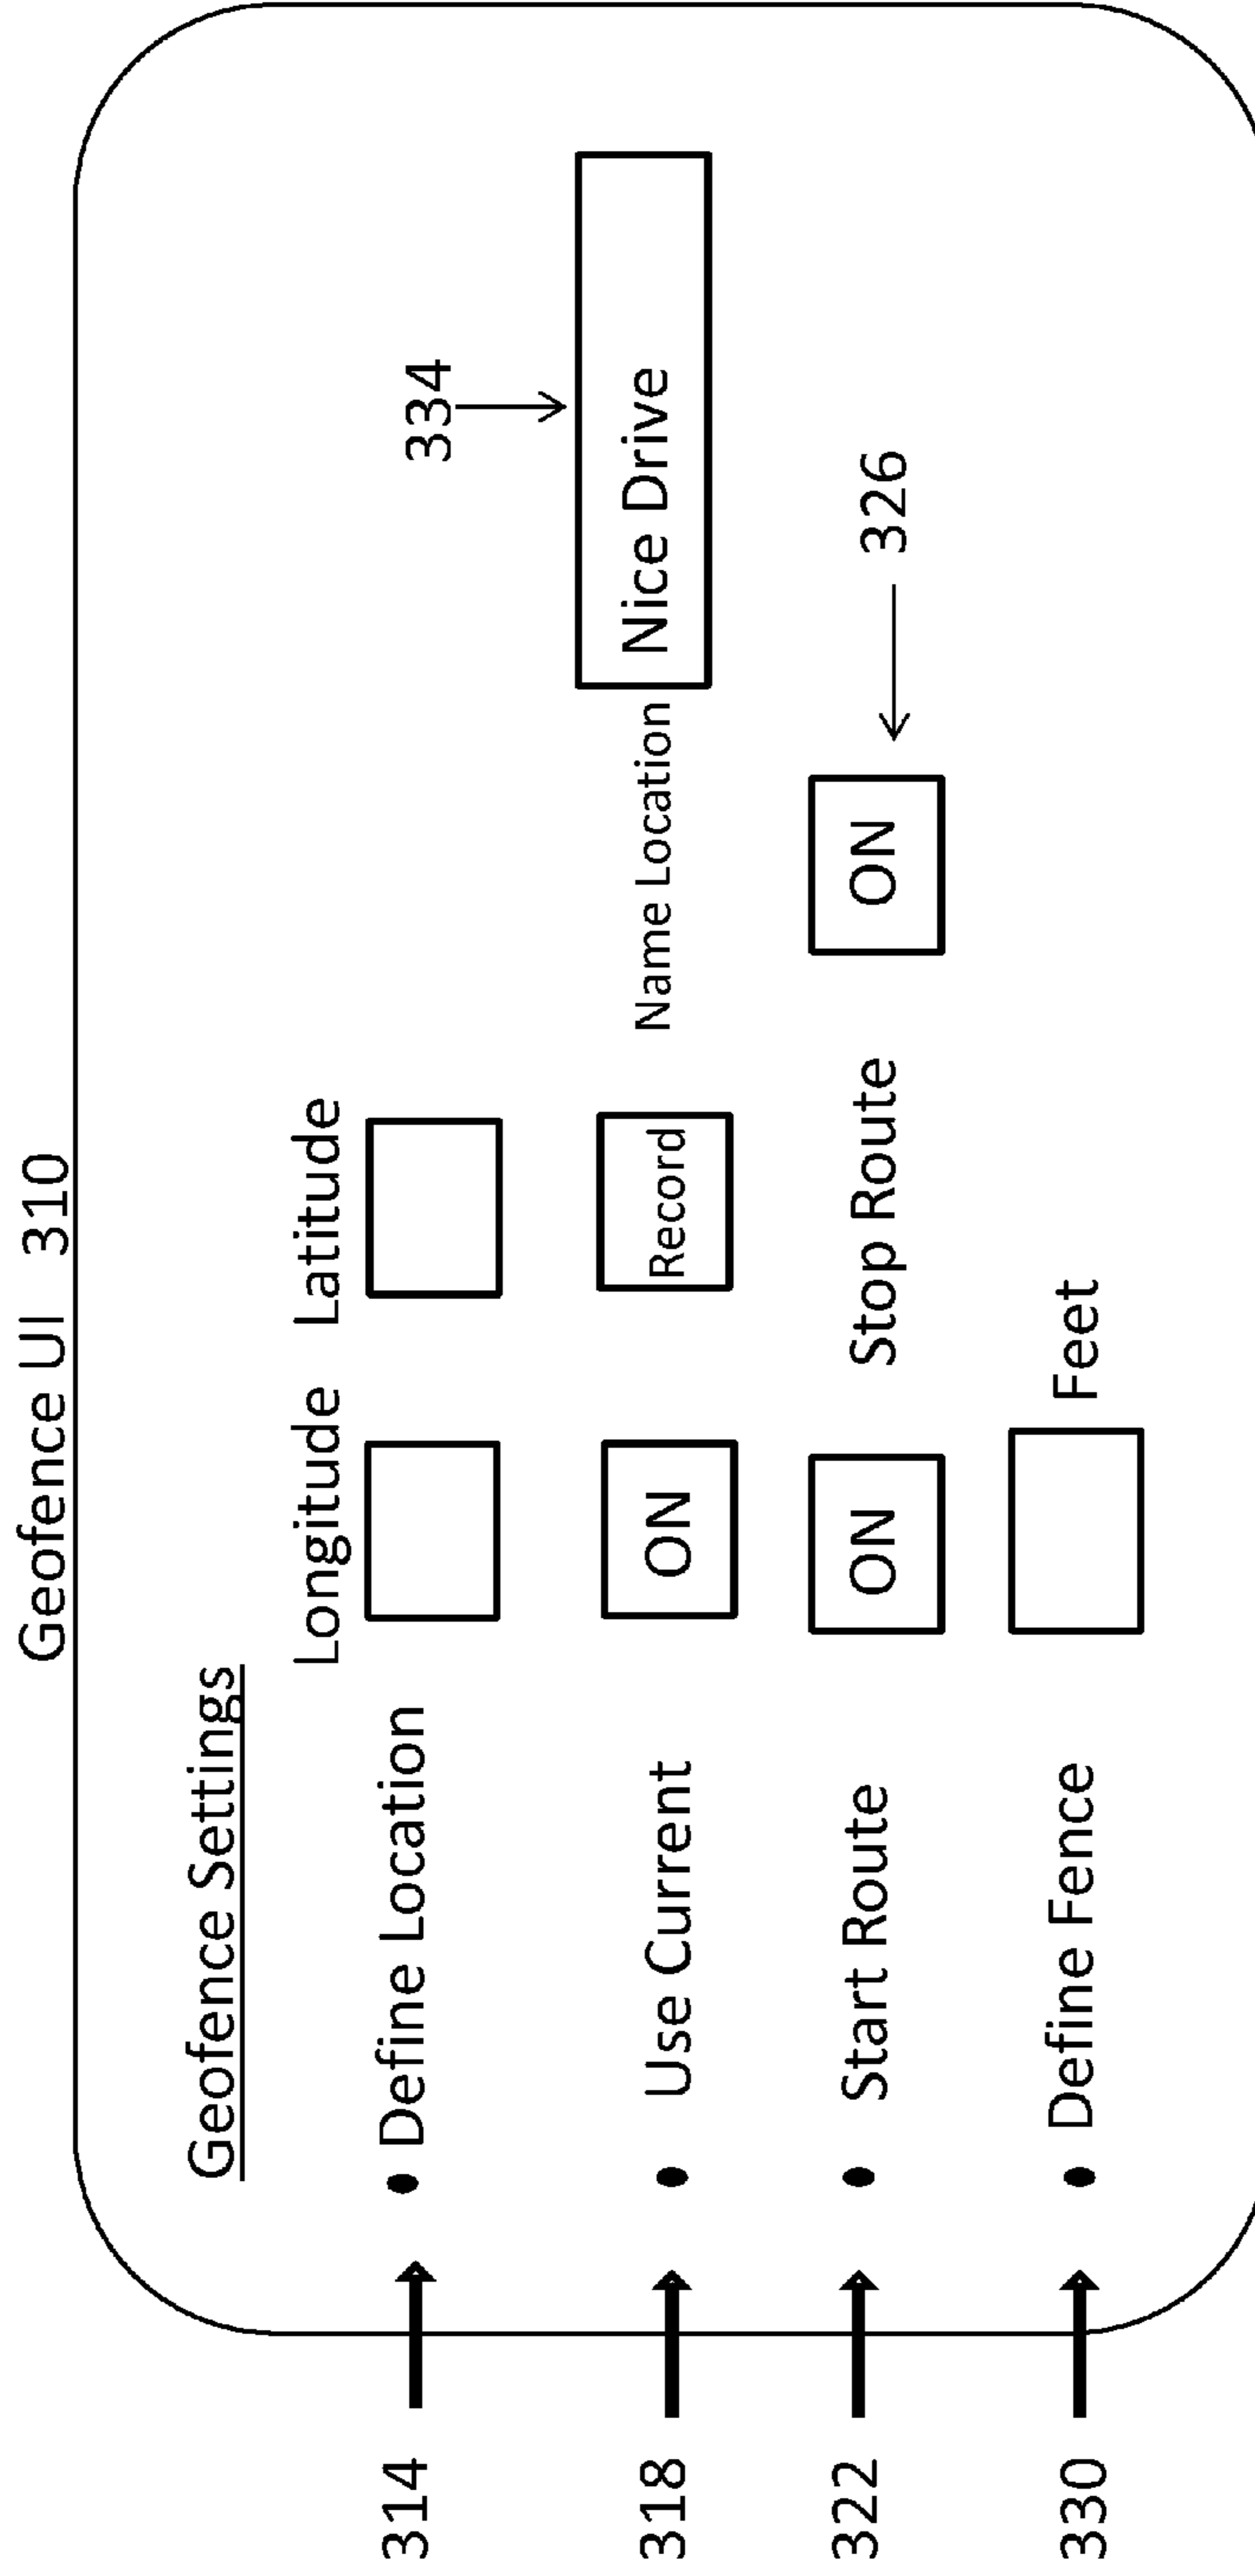 Geofence UI 310
Geofence Settings
Longitude Latitude
314 • Define Location
334
318 • Use Current ON Record Name Location Nice Drive
322 • Start Route ON Stop Route ON 326
330 • Define Fence Feet